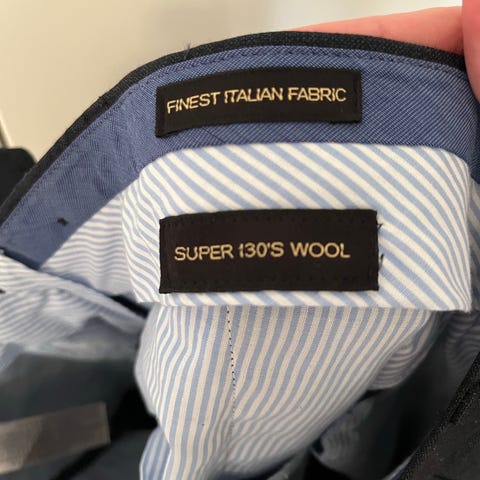 FINEST ITALIAN FABRIC
SUPER 130'S WOOL